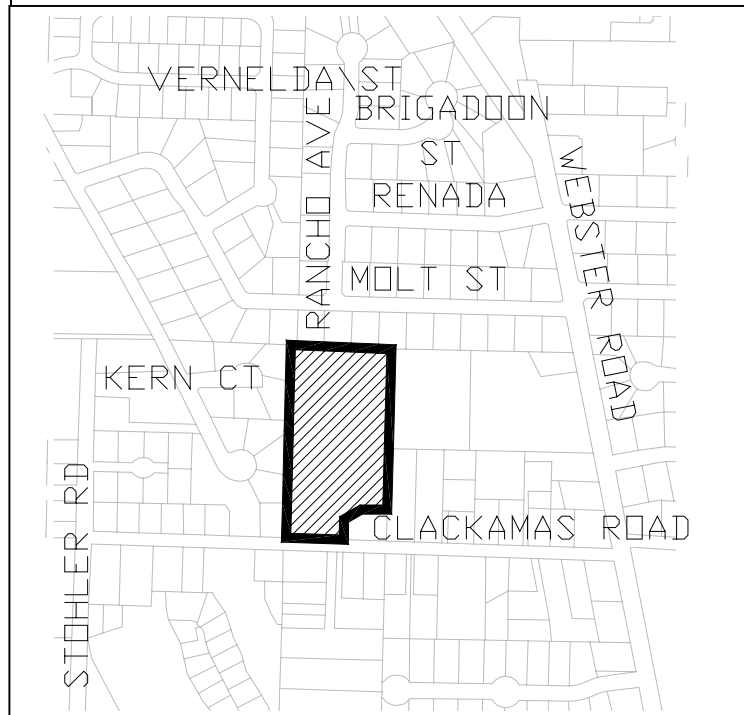 VERNELDA\ST
BRIGADOON
ST
RENADA
RANCHO AVE
WEBSTER ROAD
MOLT ST
KERN CT
CLACKAMAS ROAD
STOHLER RD